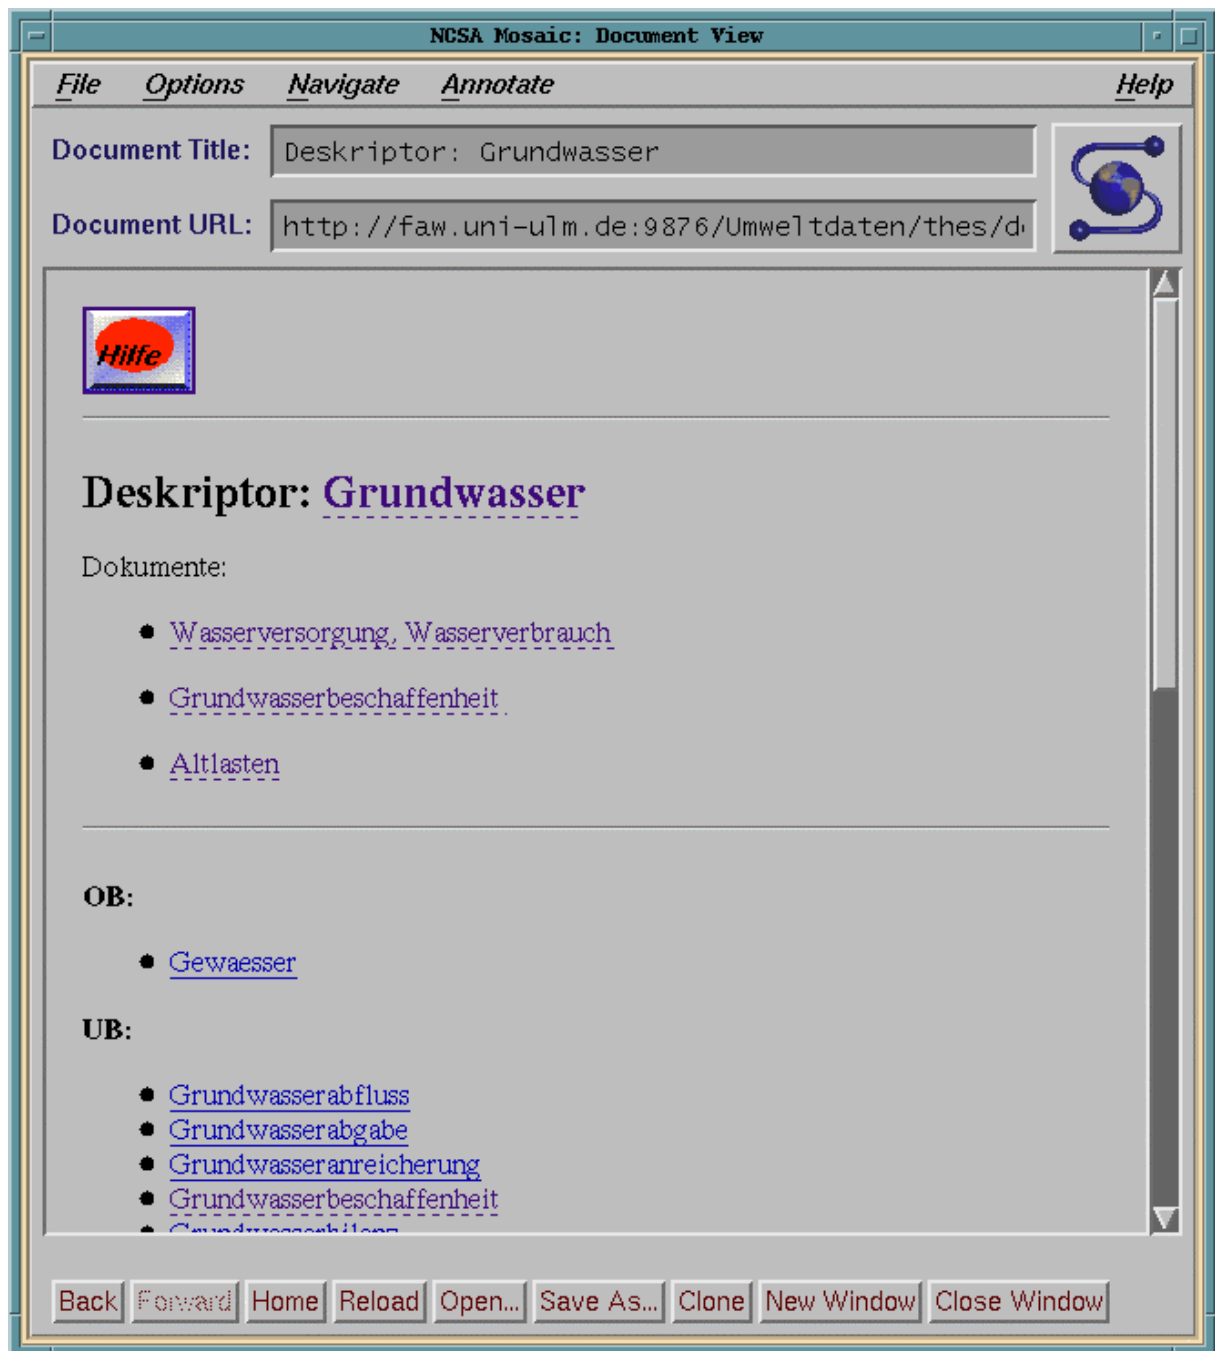 NCSA Mosaic: Document View
File Options Navigate Annotate Help
Document Title: Deskriptor: Grundwasser
Document URL: http://faw.uni-ulm.de:9876/Umweltdaten/thes/d
Hilfe
Deskriptor: Grundwasser
Dokumente:
Wasserversorgung, Wasserverbrauch
Grundwasserbeschaffenheit
Altlasten
OB:
Gewaesser
UB:
Grundwasserabfluss
Grundwasserabgabe
Grundwasseranreicherung
Grundwasserbeschaffenheit
Grundwasserbilanz
Back Forward Home Reload Open... Save As... Clone New Window Close Window